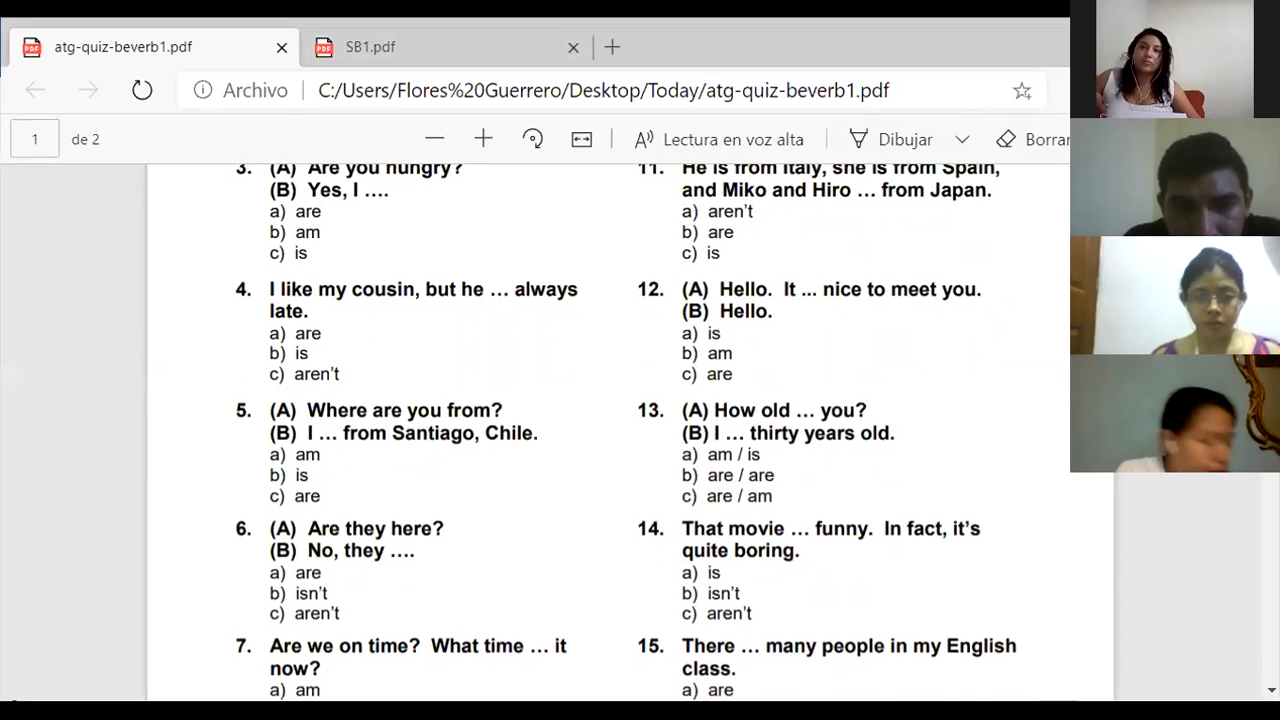 atg-quiz-beverb1.pdf
SB1.pdf
Archivo
C:/Users/Flores%20Guerrero/Desktop/Today/atg-quiz-beverb1.pdf
1
de 2
Lectura en voz alta
Dibujar
Borrar
3. (A) Are you hungry?
(B) Yes, I ….
a) are
b) am
c) is
4. I like my cousin, but he … always
late.
a) are
b) is
c) aren't
5. (A) Where are you from?
(B) I … from Santiago, Chile.
a) am
b) is
c) are
6. (A) Are they here?
(B) No, they ….
a) are
b) isn't
c) aren't
7. Are we on time? What time … it
now?
a) am
11. He is from Italy, she is from Spain,
and Miko and Hiro … from Japan.
a) aren't
b) are
c) is
12. (A) Hello. It ... nice to meet you.
(B) Hello.
a) is
b) am
c) are
13. (A) How old … you?
(B) I … thirty years old.
a) am / is
b) are / are
c) are / am
14. That movie … funny. In fact, it's
quite boring.
a) is
b) isn't
c) aren't
15. There … many people in my English
class.
a) are